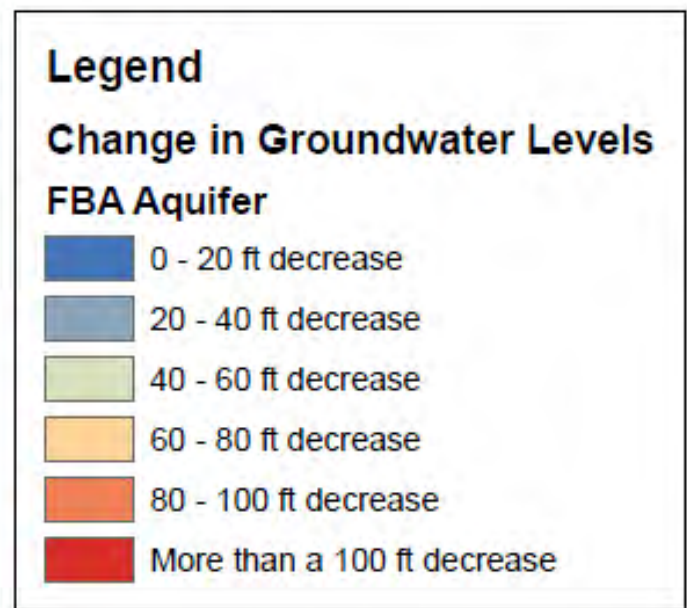 Legend
Change in Groundwater Levels
FBA Aquifer
0 - 20 ft decrease
20 - 40 ft decrease
40 - 60 ft decrease
60 - 80 ft decrease
80 - 100 ft decrease
More than a 100 ft decrease